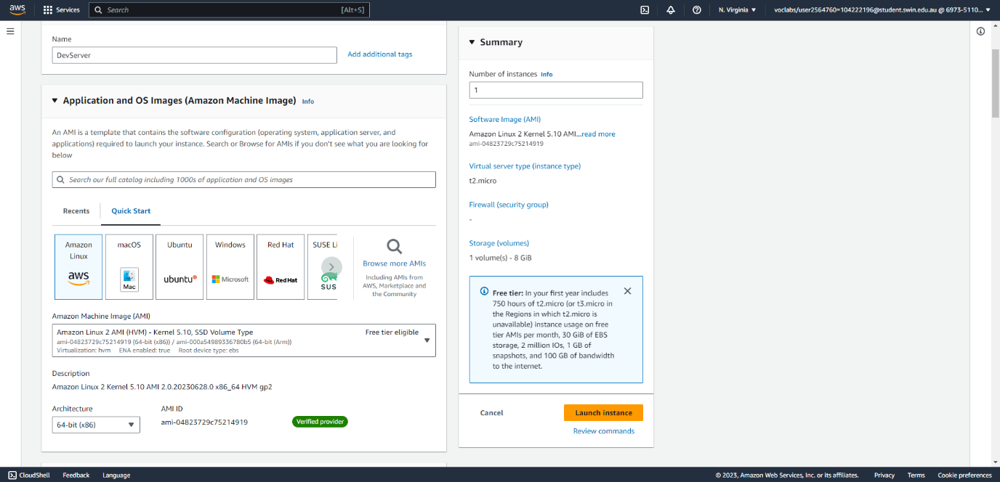 aws
Services
Search
[Alt+S]
N. Virginia
voclabs/user2564760=104222196@student.swin.edu.au @ 6973-5110...
Name
DevServer
Add additional tags
Application and OS Images (Amazon Machine Image) Info
An AMI is a template that contains the software configuration (operating system, application server, and
applications) required to launch your instance. Search or Browse for AMIs if you don't see what you are looking for
below
Search our full catalog including 1000s of application and OS images
Recents
Quick Start
Amazon
Linux
aws
macOS
Mac
Ubuntu
ubuntu
Windows
Microsoft
Red Hat
Red Hat
SUSE Li
SUS
Browse more AMIs
Including AMIs from
AWS, Marketplace and
the Community
Amazon Machine Image (AMI)
Amazon Linux 2 AMI (HVM) - Kernel 5.10, SSD Volume Type
Free tier eligible
ami-04823729c75214919 (64-bit (x86)) / ami-000a54989336780b5 (64-bit (Arm))
Virtualization: hvm ENA enabled: true Root device type: ebs
Description
Amazon Linux 2 Kernel 5.10 AMI 2.0.20230628.0 x86_64 HVM gp2
Architecture
64-bit (x86)
AMI ID
ami-04823729c75214919
Verified provider
Summary
Number of instances Info
1
Software Image (AMI)
Amazon Linux 2 Kernel 5.10 AMI...read more
ami-04823729c75214919
Virtual server type (instance type)
t2.micro
Firewall (security group)
-
Storage (volumes)
1 volume(s) - 8 GiB
Free tier: In your first year includes
750 hours of t2.micro (or t3.micro in
the Regions in which t2.micro is
unavailable) instance usage on free
tier AMIs per month, 30 GiB of EBS
storage, 2 million IOs, 1 GB of
snapshots, and 100 GB of bandwidth
to the internet.
Cancel
Launch instance
Review commands
CloudShell
Feedback
Language
© 2023, Amazon Web Services, Inc. or its affiliates.
Privacy
Terms
Cookie preferences